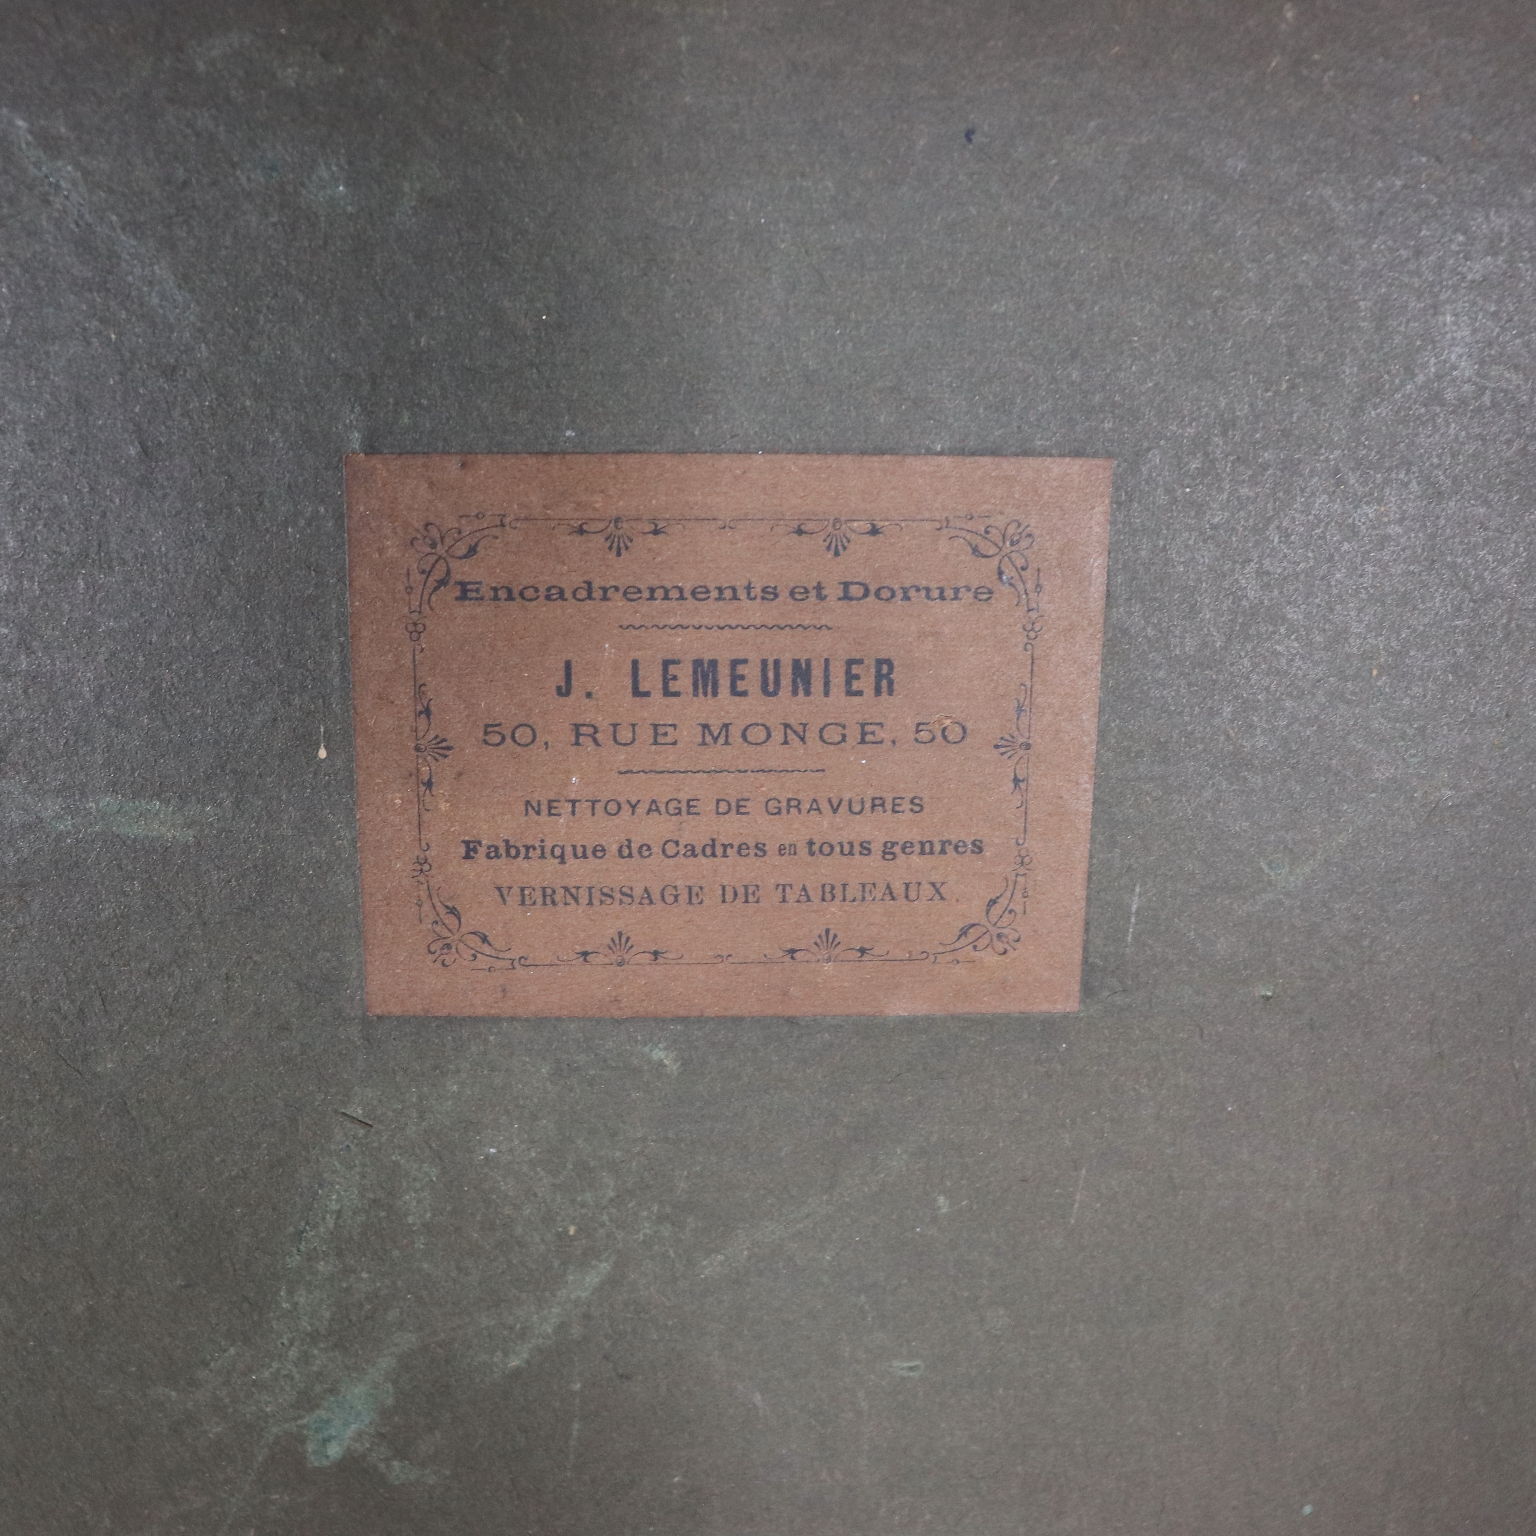 Encadrements et Dorure
J. LEMEUNIER
50, RUE MONGE, 50
NETTOYAGE DE GRAVURES
Fabrique de Cadres en tous genres
VERNISSAGE DE TABLEAUX